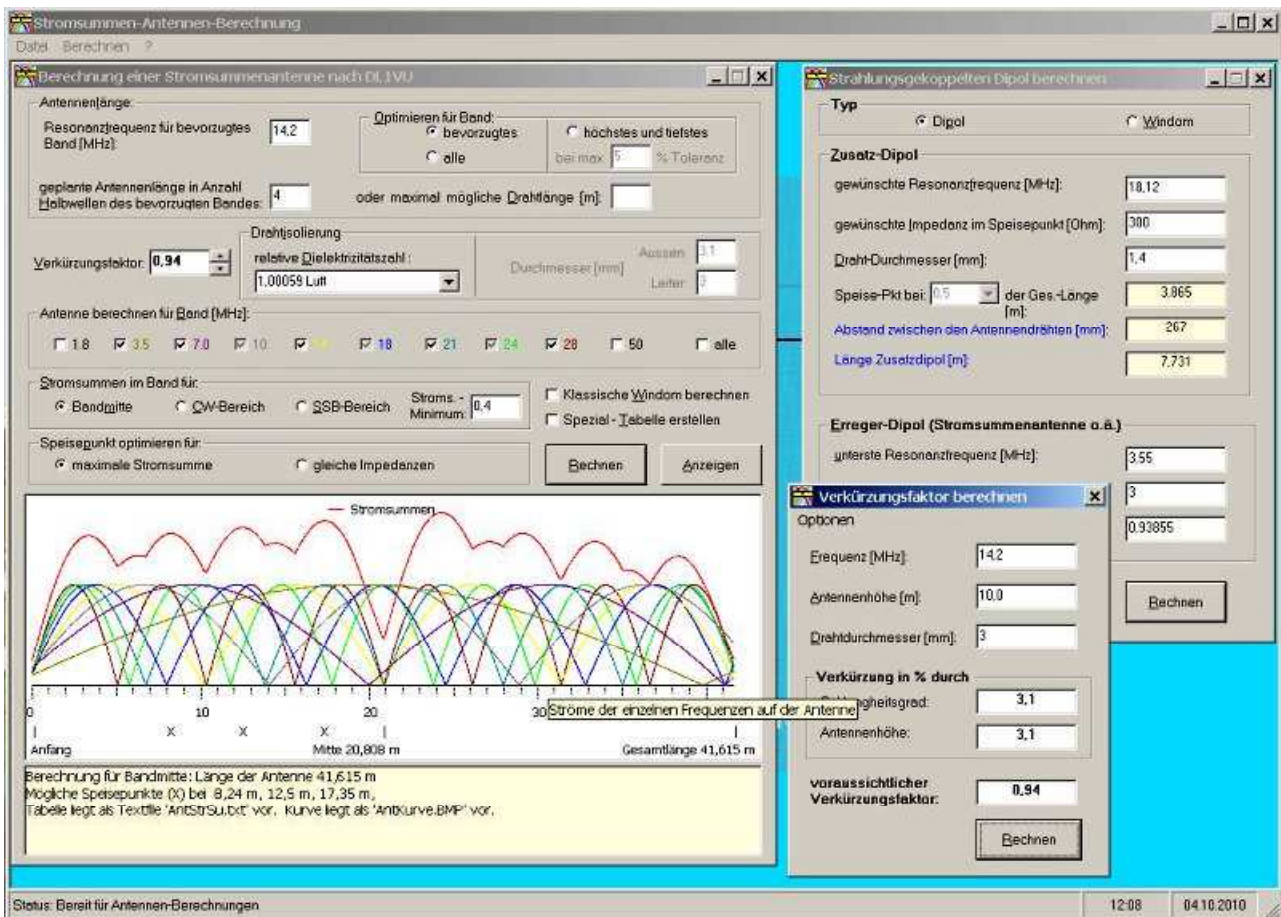 Stromsummen-Antennen-Berechnung
Datei Berechnen ?
Berechnung einer Stromsummenantenne nach DL1VU
Antennenlänge:
Resonanzfrequenz für bevorzugtes Band [MHz]: 14,2
Optimieren für Band:
bevorzugtes
alle
höchstes und tiefstes
bei max. 5 % Toleranz
geplante Antennenlänge in Anzahl Halbwellen des bevorzugten Bandes: 4
oder maximal mögliche Drahtlänge [m]:
Verkürzungsfaktor: 0,94
Drahtisolierung
relative Dielektrizitätszahl :
1,00059 Luft
Durchmesser [mm]
Aussen 3,1
Leiter 3
Antenne berechnen für Band [MHz]:
1.8 3.5 7.0 10 14 18 21 24 28 50 alle
Stromsummen im Band für:
Bandmitte CW-Bereich SSB-Bereich
Stroms. - Minimum: 0,4
Klassische Windom berechnen
Spezial - Tabelle erstellen
Speisepunkt optimieren für:
maximale Stromsumme gleiche Impedanzen
Rechnen Anzeigen
Stromsummen
0 10 20 30
Ströme der einzelnen Frequenzen auf der Antenne
X X X
Anfang Mitte 20,808 m Gesamtlänge 41,615 m
Berechnung für Bandmitte: Länge der Antenne 41,615 m
Mögliche Speisepunkte (X) bei 8,24 m, 12,5 m, 17,35 m,
Tabelle liegt als Textfile 'AntStrSu.txt' vor. Kurve liegt als 'AntKurve.BMP' vor.
Strahlungsgekoppelten Dipol berechnen
Typ
Dipol Windom
Zusatz-Dipol
gewünschte Resonanzfrequenz [MHz]: 18,12
gewünschte Impedanz im Speisepunkt [Ohm]: 300
Draht-Durchmesser [mm]: 1,4
Speise-Pkt bei: 0,5 der Ges.-Länge [m]: 3.865
Abstand zwischen den Antennendrähten [mm]: 267
Länge Zusatzdipol [m]: 7.731
Erreger-Dipol (Stromsummenantenne o.ä.)
unterste Resonanzfrequenz [MHz]: 3.55
3
0.93855
Rechnen
Verkürzungsfaktor berechnen
Optionen
Frequenz [MHz]: 14,2
Antennenhöhe [m]: 10,0
Drahtdurchmesser [mm]: 3
Verkürzung in % durch
3,1
Antennenhöhe: 3,1
voraussichtlicher Verkürzungsfaktor: 0,94
Rechnen
Status: Bereit für Antennen-Berechnungen
12:08 04.10.2010